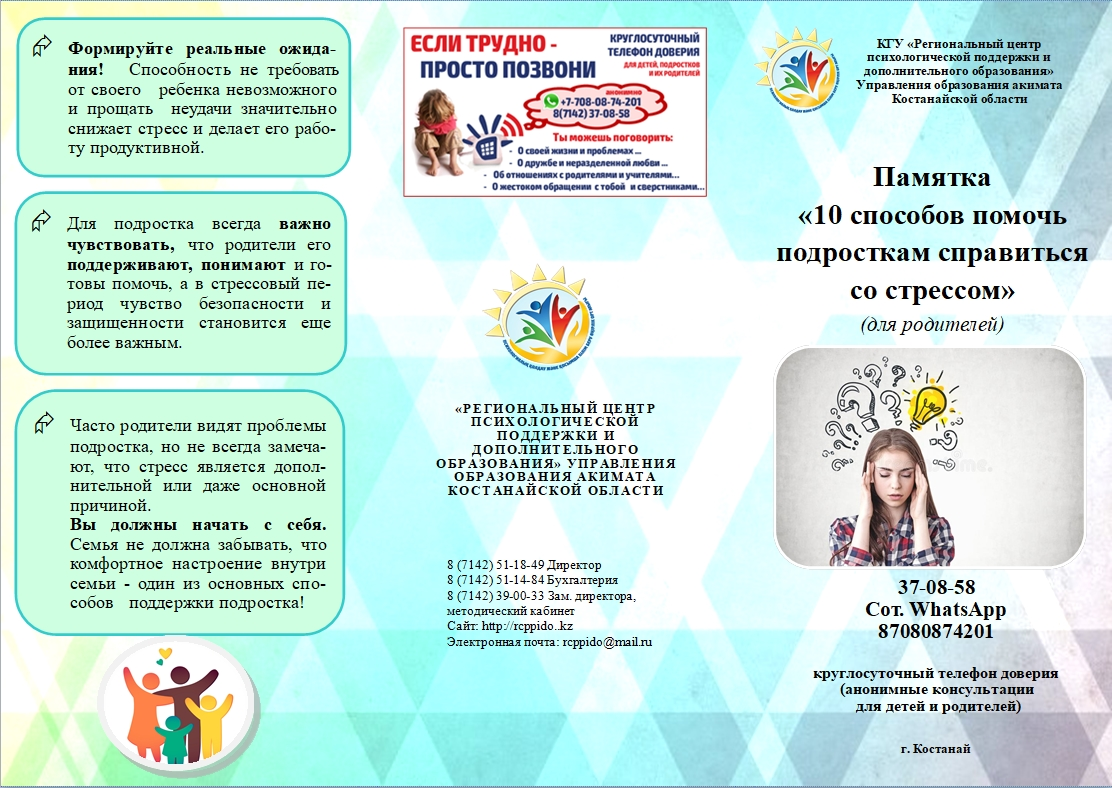 Формируйте реальные ожида-
ния! Способность не требовать
от своего ребенка невозможного
и прощать неудачи значительно
снижает стресс и делает его рабо-
ту продуктивной.
Для подростка всегда важно
чувствовать, что родители его
поддерживают, понимают и го-
товы помочь, а в стрессовый пе-
риод чувство безопасности и
защищенности становится еще
более важным.
Часто родители видят проблемы
подростка, но не всегда замеча-
ют, что стресс является допол-
нительной или даже основной
причиной.
Вы должны начать с себя.
Семья не должна забывать, что
комфортное настроение внутри
семьи - один из основных спо-
собов поддержки подростка!
ЕСЛИ ТРУДНО -
ПРОСТО ПОЗВОНИ
КРУГЛОСУТОЧНЫЙ
ТЕЛЕФОН ДОВЕРИЯ
ДЛЯ ДЕТЕЙ, ПОДРОСТКОВ
И ИХ РОДИТЕЛЕЙ
анонимно
+7-708-08-74-201
8(7142) 37-08-58
Ты можешь поговорить:
- О своей жизни и проблемах ...
- О дружбе и неразделенной любви ...
- Об отношениях с родителями и учителями...
- О жестоком обращении с тобой и сверстниками...
«РЕГИОНАЛЬНЫЙ ЦЕНТР
ПСИХОЛОГИЧЕСКОЙ
ПОДДЕРЖКИ И
ДОПОЛНИТЕЛЬНОГО
ОБРАЗОВАНИЯ» УПРАВЛЕНИЯ
ОБРАЗОВАНИЯ АКИМАТА
КОСТАНАЙСКОЙ ОБЛАСТИ
8 (7142) 51-18-49 Директор
8 (7142) 51-14-84 Бухгалтерия
8 (7142) 39-00-33 Зам. директора,
методический кабинет
Сайт: http://rcppido..kz
Электронная почта: rcppido@mail.ru
КГУ «Региональный центр
психологической поддержки и
дополнительного образования»
Управления образования акимата
Костанайской области
Памятка
«10 способов помочь
подросткам справиться
со стрессом»
(для родителей)
37-08-58
Сот. WhatsApp
87080874201
круглосуточный телефон доверия
(анонимные консультации
для детей и родителей)
г. Костанай